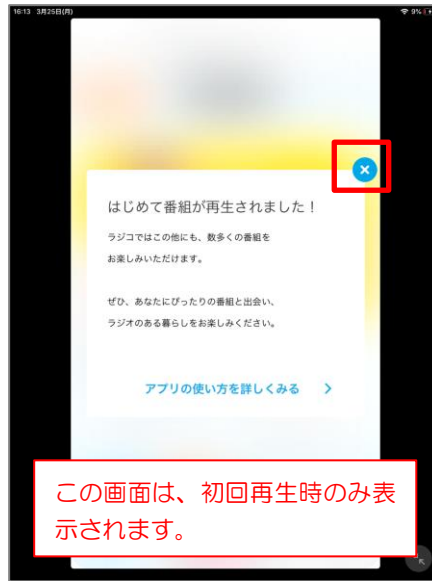 16:13 3月25日(月)
9%
はじめて番組が再生されました！
ラジコではこの他にも、数多くの番組を
お楽しみいただけます。
ぜひ、あなたにぴったりの番組と出会い、
ラジオのある暮らしをお楽しみください。
アプリの使い方を詳しくみる
この画面は、初回再生時のみ表
示されます。